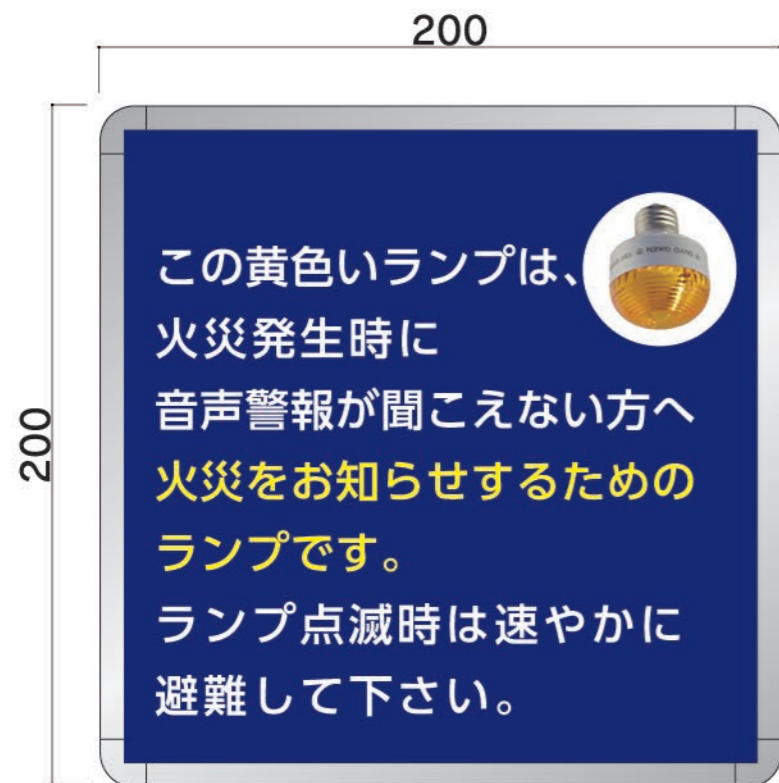 200
200
この黄色いランプは、
火災発生時に
音声警報が聞こえない方へ
火災をお知らせするための
ランプです。
ランプ点滅時は速やかに
避難して下さい。